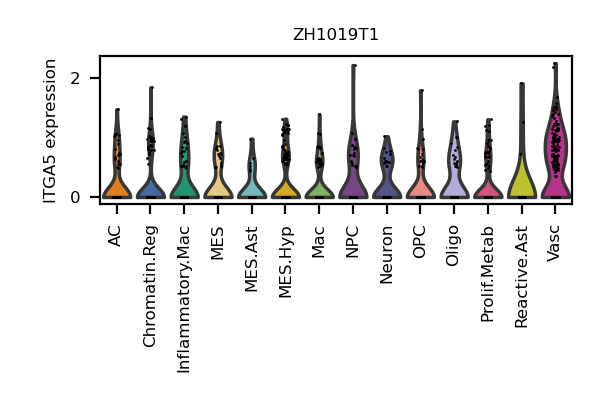 ZH1019T1
ITGA5 expression
2
0
AC
Chromatin.Reg
Inflammatory.Mac
MES
MES.Ast
MES.Hyp
Mac
NPC
Neuron
OPC
Oligo
Prolif.Metab
Reactive.Ast
Vasc